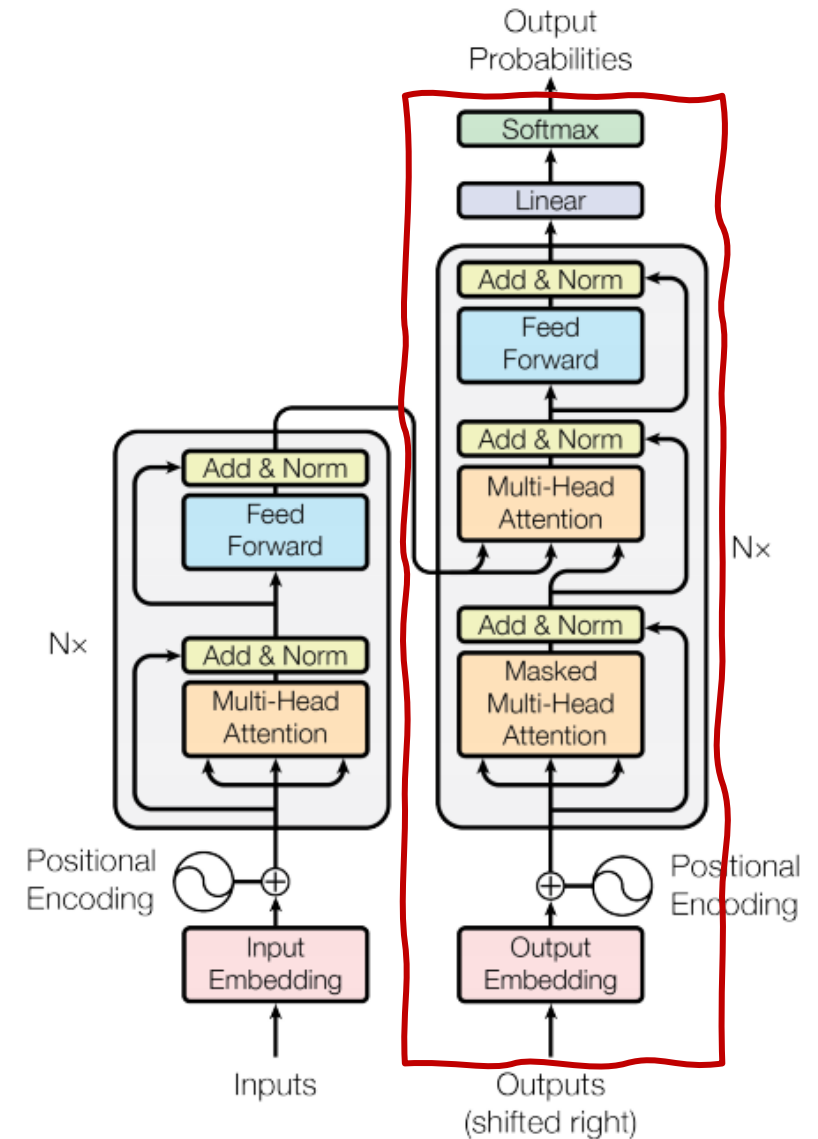 Output
Probabilities
Softmax
Linear
Add & Norm
Feed
Forward
Add & Norm
Multi-Head
Attention
Nx
Add & Norm
Masked
Multi-Head
Attention
Positional
Encoding
Output
Embedding
Outputs
(shifted right)
Add & Norm
Feed
Forward
Nx
Add & Norm
Multi-Head
Attention
Positional
Encoding
Input
Embedding
Inputs